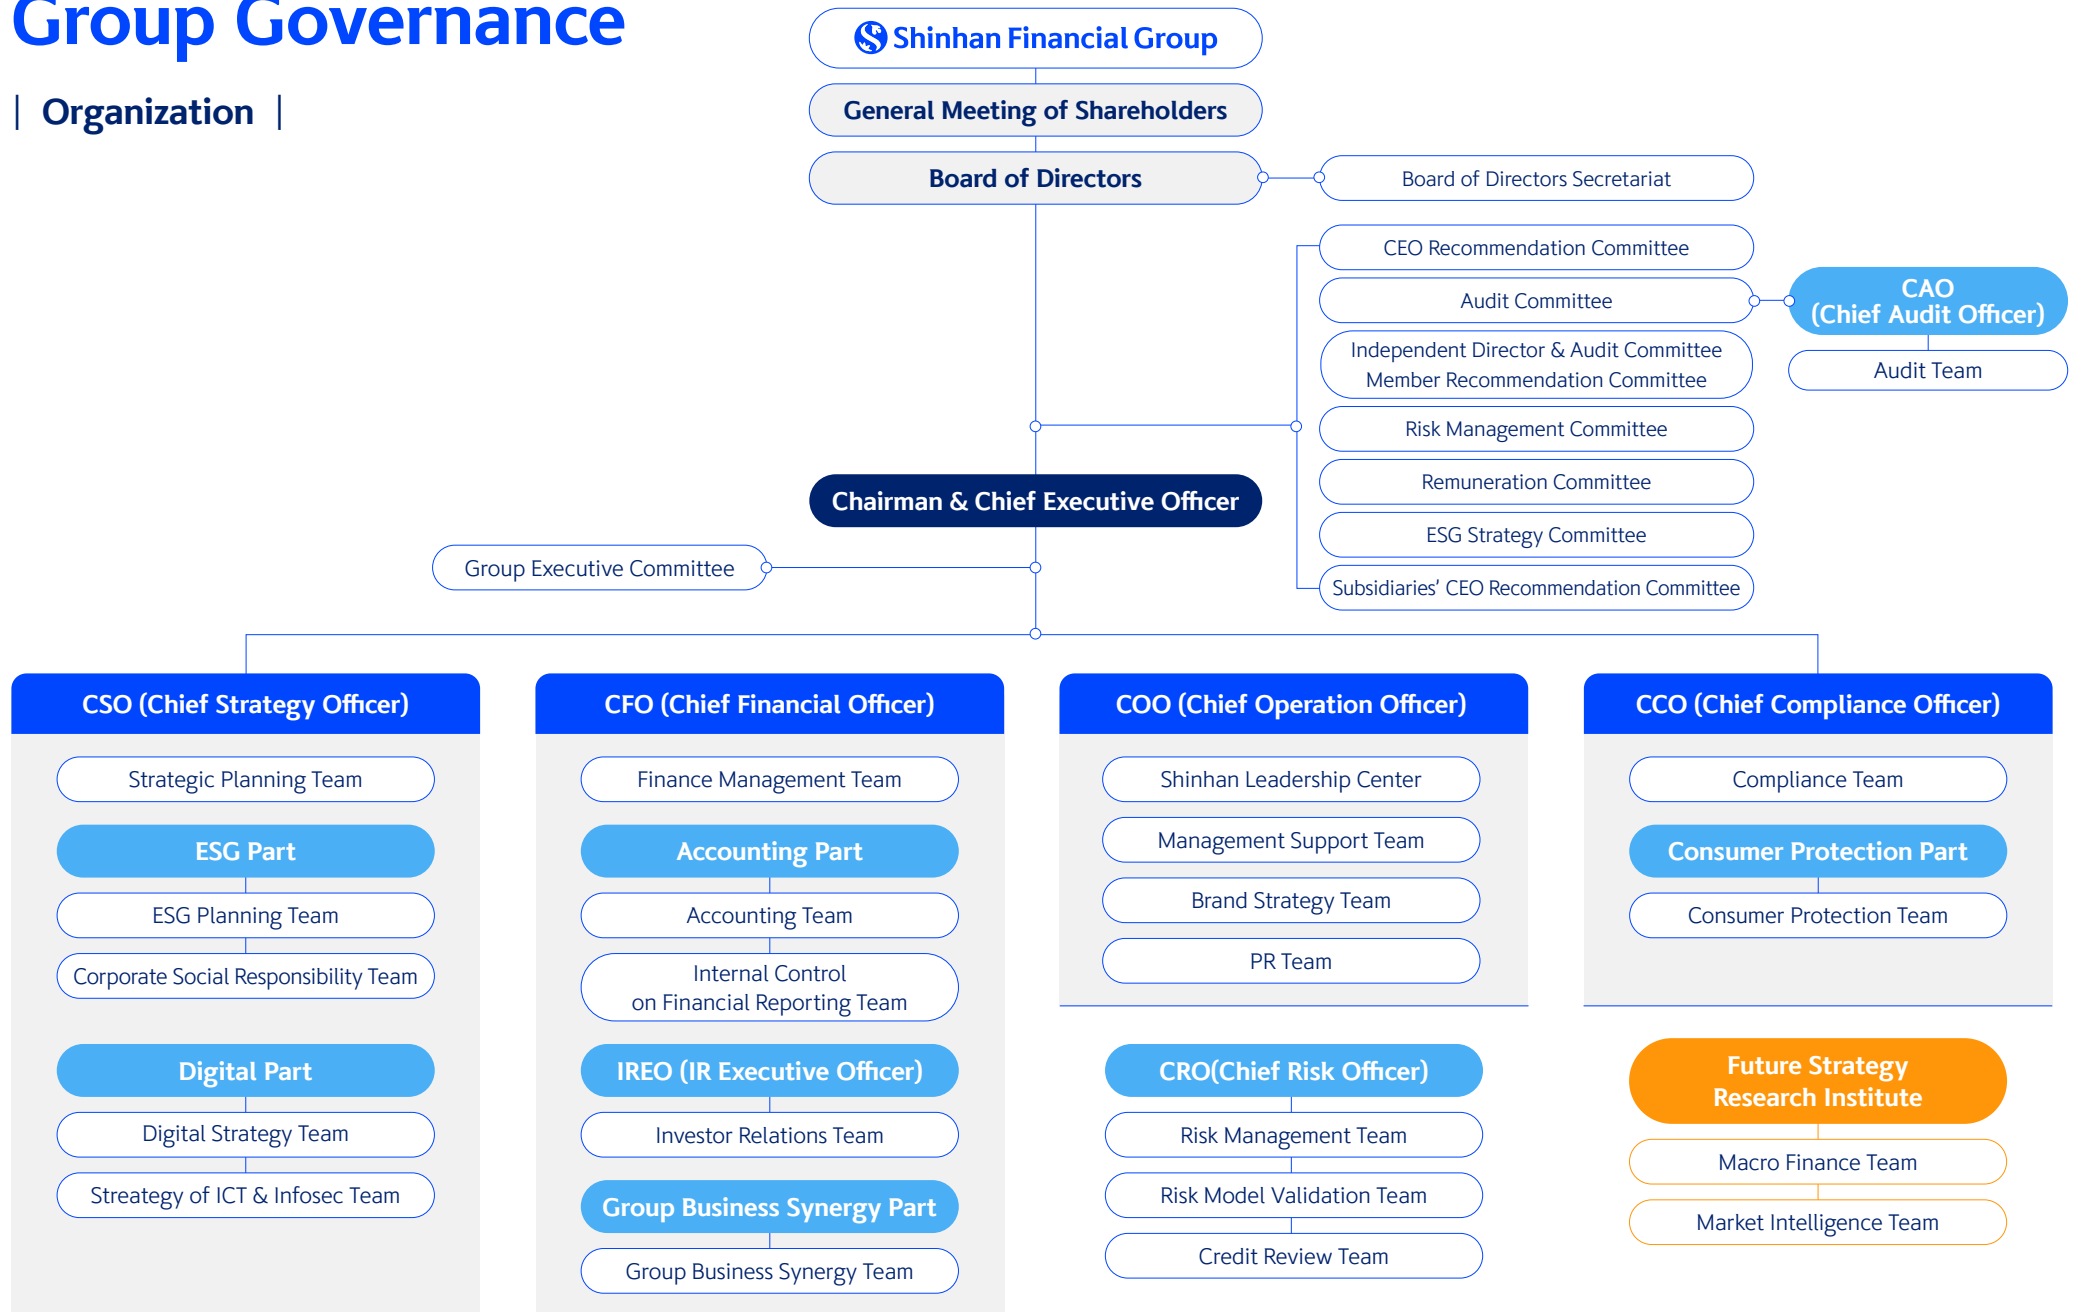 Group Governance
| Organization |
Shinhan Financial Group
General Meeting of Shareholders
Board of Directors
Board of Directors Secretariat
CEO Recommendation Committee
Audit Committee
CAO
(Chief Audit Officer)
Audit Team
Independent Director & Audit Committee
Member Recommendation Committee
Risk Management Committee
Remuneration Committee
ESG Strategy Committee
Subsidiaries’ CEO Recommendation Committee
Chairman & Chief Executive Officer
Group Executive Committee
CSO (Chief Strategy Officer)
Strategic Planning Team
ESG Part
ESG Planning Team
Corporate Social Responsibility Team
Digital Part
Digital Strategy Team
Streategy of ICT & Infosec Team
CFO (Chief Financial Officer)
Finance Management Team
Accounting Part
Accounting Team
Internal Control
on Financial Reporting Team
IREO (IR Executive Officer)
Investor Relations Team
Group Business Synergy Part
Group Business Synergy Team
COO (Chief Operation Officer)
Shinhan Leadership Center
Management Support Team
Brand Strategy Team
PR Team
CRO(Chief Risk Officer)
Risk Management Team
Risk Model Validation Team
Credit Review Team
CCO (Chief Compliance Officer)
Compliance Team
Consumer Protection Part
Consumer Protection Team
Future Strategy
Research Institute
Macro Finance Team
Market Intelligence Team